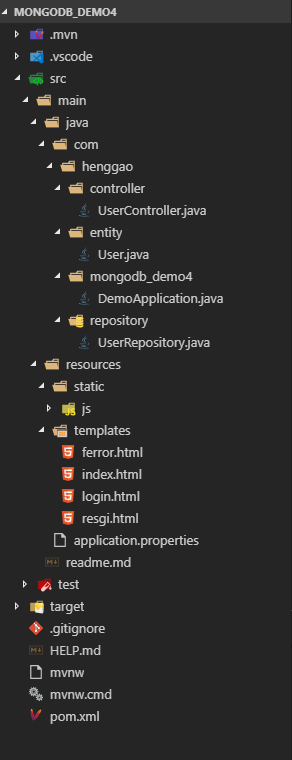 MONGODB_DEMO4
.mvn
.vscode
src
main
java
com
henggao
controller
UserController.java
entity
User.java
mongodb_demo4
DemoApplication.java
repository
UserRepository.java
resources
static
js
templates
ferror.html
index.html
login.html
resgi.html
application.properties
readme.md
test
target
.gitignore
HELP.md
mvnw
mvnw.cmd
pom.xml